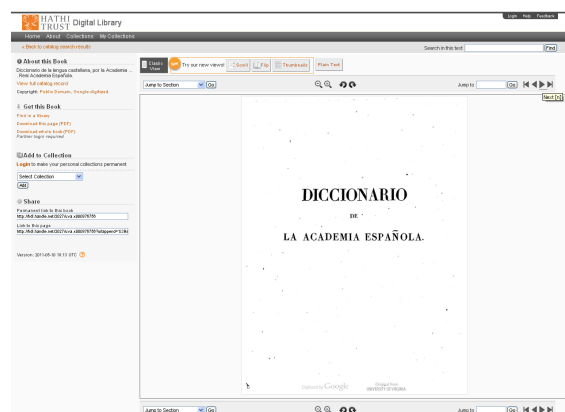 HATHI TRUST Digital Library
Login Help Feedback
Home About Collections My Collections
« Back to catalog search results
Search in this text Find
About this Book
Diccionario de la lengua castellana, por la Academia ...
Real Academia Española.
View full catalog record
Copyright: Public Domain, Google-digitized.
Get this Book
Find in a library
Download this page (PDF)
Download whole book (PDF)
Partner login required
Add to Collection
Login to make your personal collections permanent
Select Collection
Add
Share
Permanent link to this book
Link to this page
Version: 2011-05-10 16:13 UTC
Classic View
Try our new views!
Scroll
Flip
Thumbnails
Plain Text
Jump to Section Go
Jump to Go
Next [n]
DICCIONARIO
DE
LA ACADEMIA ESPAÑOLA.
Digitized by Google
Original from
UNIVERSITY OF VIRGINIA
Jump to Section Go
Jump to Go